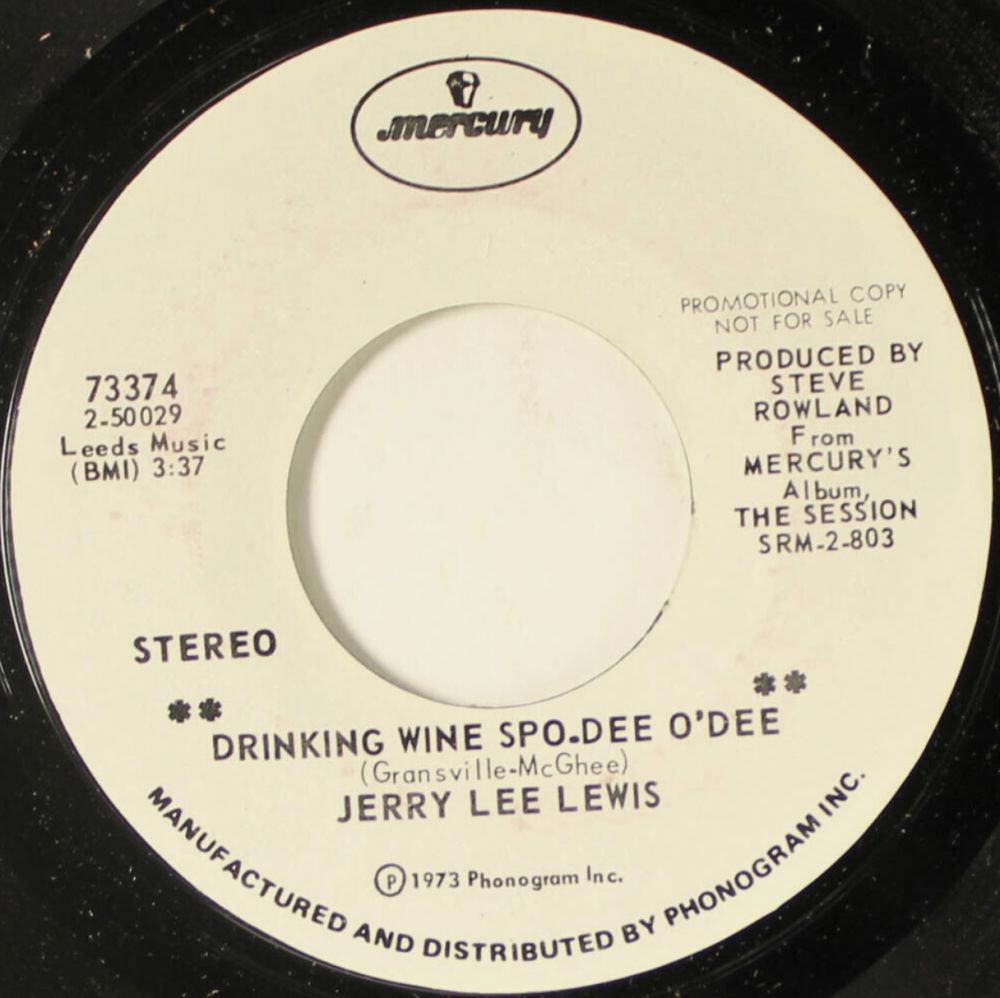 mercury
PROMOTIONAL COPY
NOT FOR SALE
73374
2-50029
Leeds Music
(BMI) 3:37
PRODUCED BY
STEVE
ROWLAND
From
MERCURY'S
Album,
THE SESSION
SRM-2-803
STEREO
** **
DRINKING WINE SPO-DEE O'DEE
(Gransville-McGhee)
JERRY LEE LEWIS
Ⓟ1973 Phonogram Inc.
MANUFACTURED AND DISTRIBUTED BY PHONOGRAM INC.